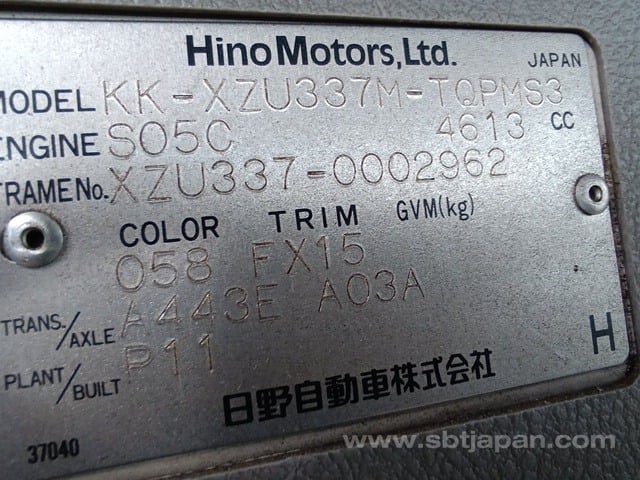 Hino Motors, Ltd. JAPAN
MODEL KK-XZU337M-TQPMS3
ENGINE S05C 4613 CC
FRAME No. XZU337-0002962
COLOR TRIM GVM(kg)
058 FX15
TRANS./AXLE A443E A03A
PLANT/BUILT P11
H
日野自動車株式会社
37040
www.sbtjapan.com